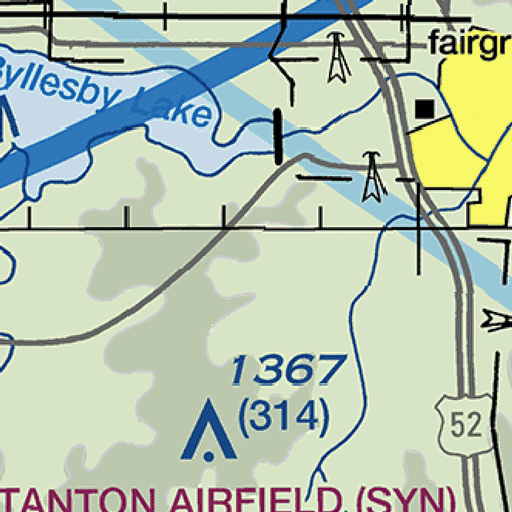 fairgr
Byllesby Lake
1367
(314)
52
TANTON AIRFIELD (SYN)